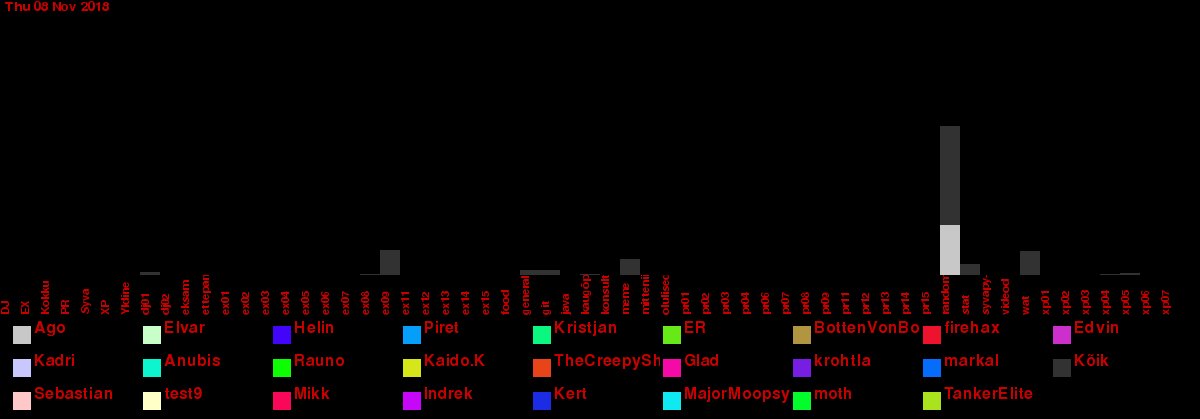 Thu 08 Nov 2018
DJ EX Kokku PR Syva XP Yldine dj01 dj02 eksam ettepan ex01 ex02 ex03 ex04 ex05 ex06 ex07 ex08 ex09 ex11 ex12 ex13 ex14 ex15 food general git java kaugõp konsult meme mitteni olulised pr01 pr02 pr03 pr04 pr06 pr07 pr08 pr09 pr11 pr12 pr13 pr14 pr15 random stat syvapy- videod wat xp01 xp02 xp03 xp04 xp05 xp06 xp07
Ago Elvar Helin Piret Kristjan ER BottenVonBo firehax Edvin
Kadri Anubis Rauno Kaido.K TheCreepySh Glad krohtla markal Kõik
Sebastian test9 Mikk Indrek Kert MajorMoopsy moth TankerElite